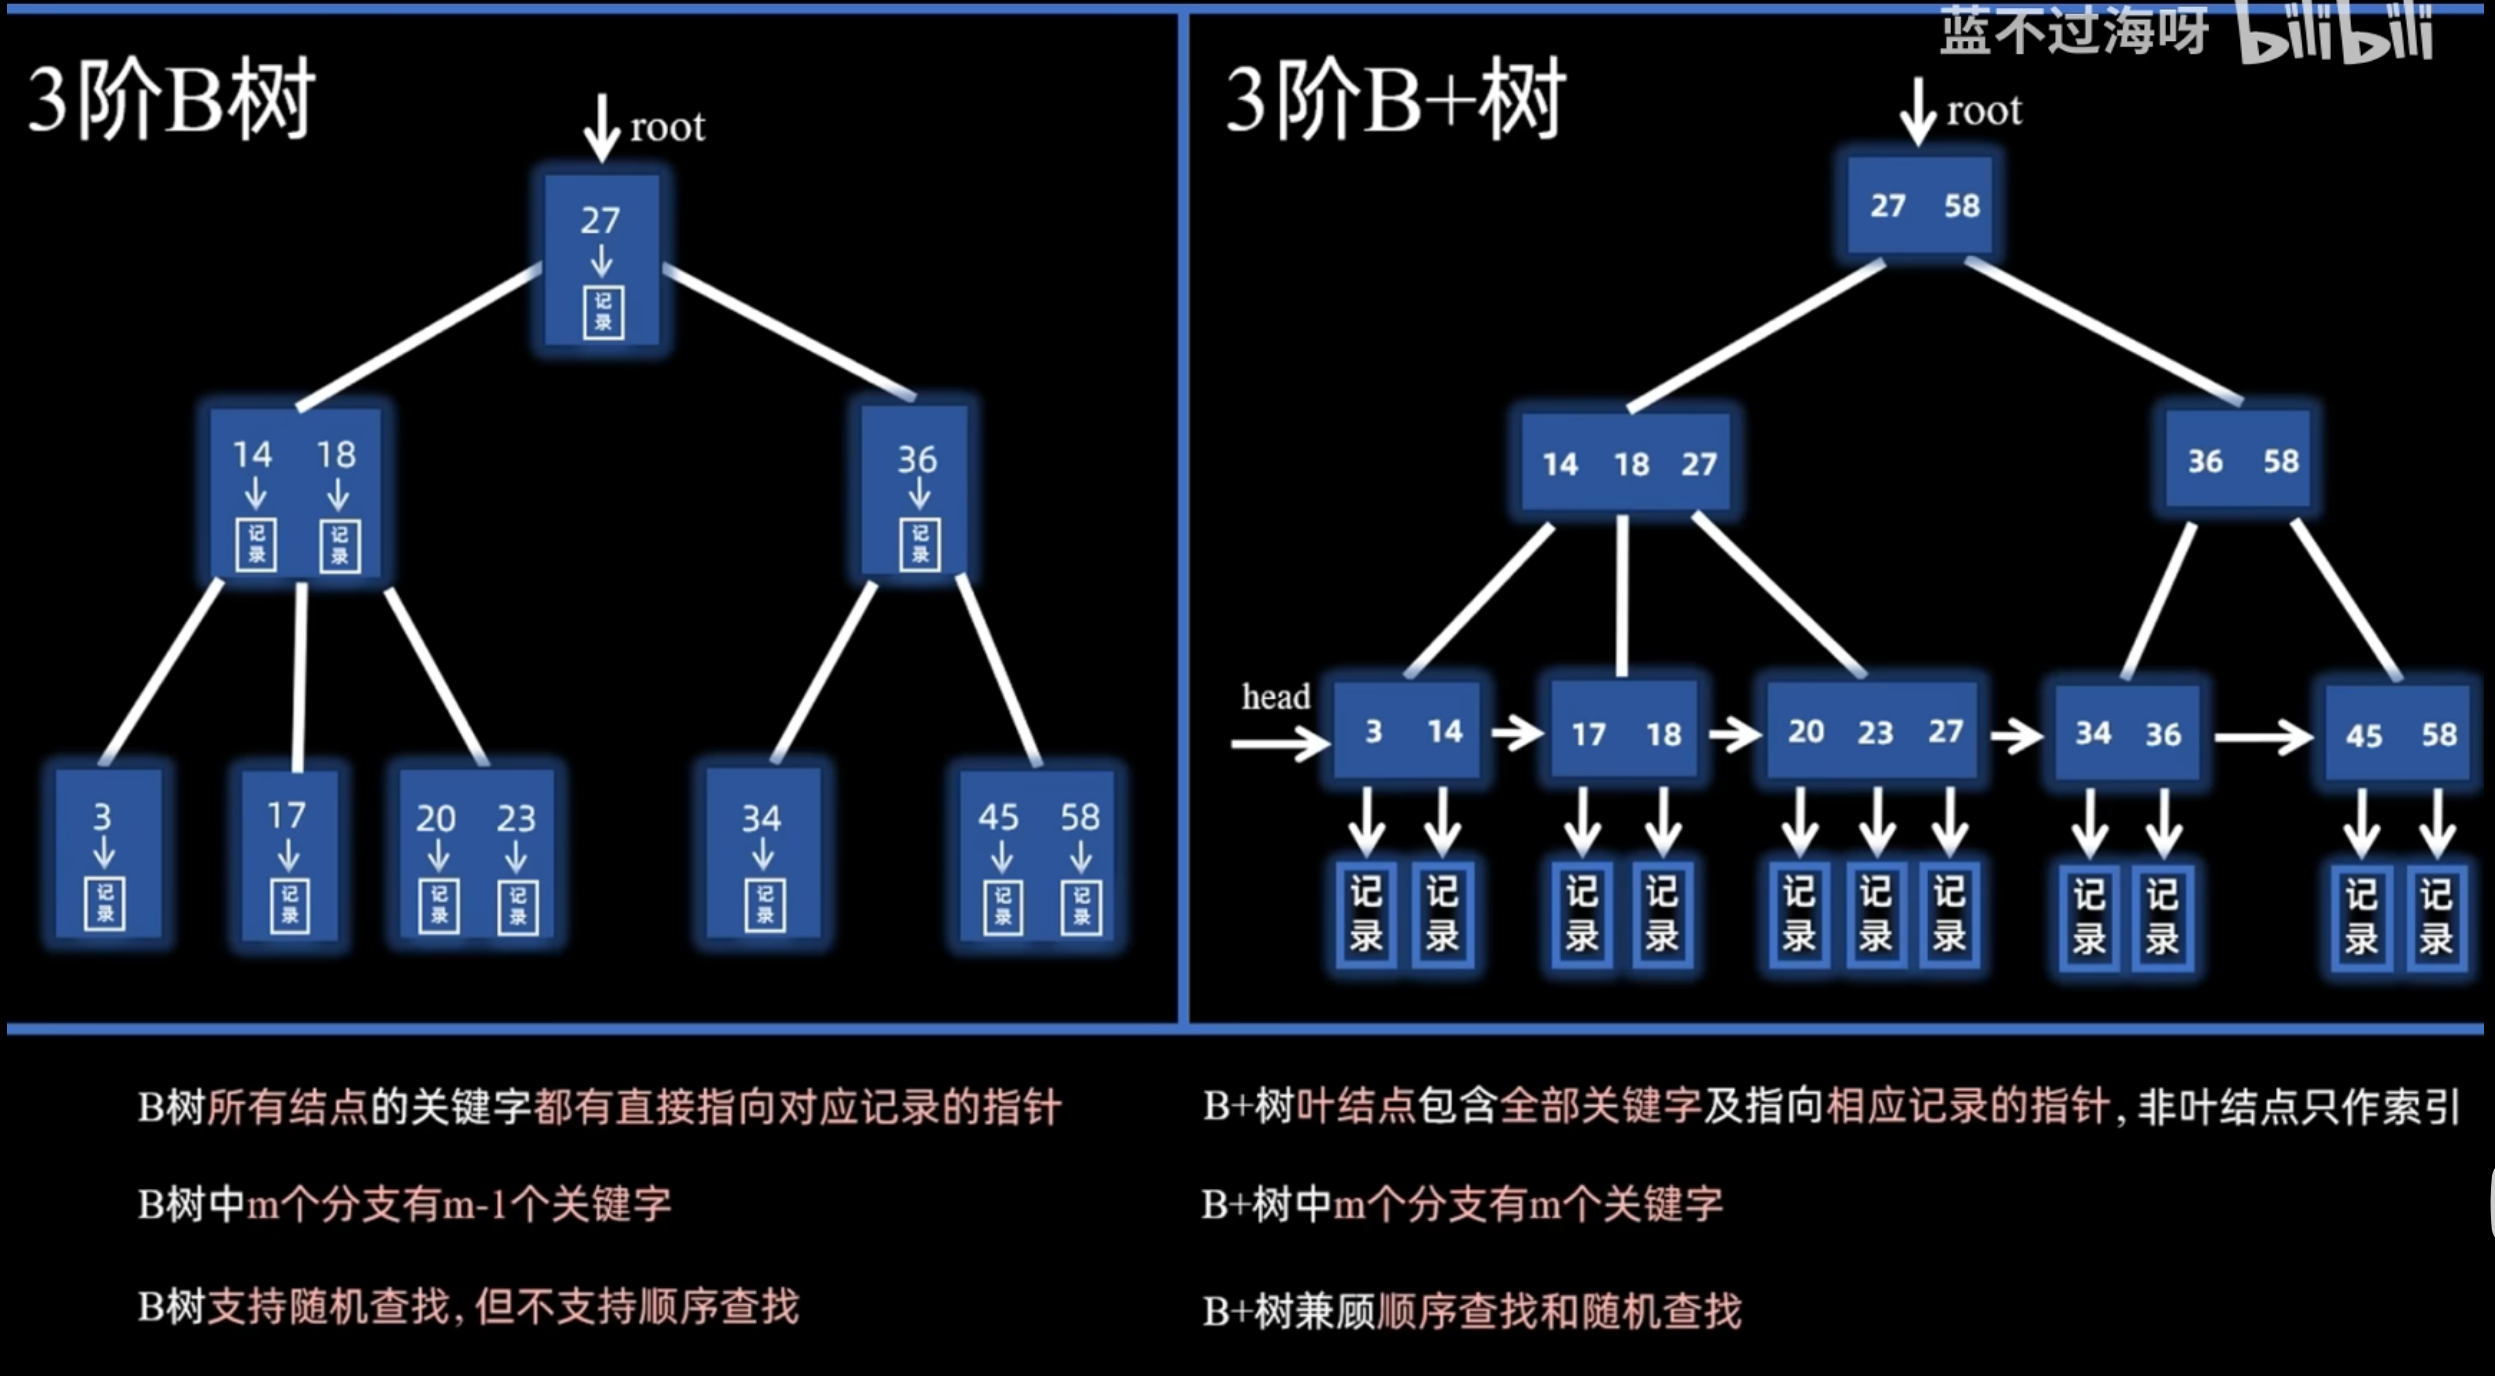 蓝不过海呀 bilibili
3阶B树
root
27
记录
14 18
记录 记录
36
记录
3
记录
17
记录
20 23
记录 记录
34
记录
45 58
记录 记录
3阶B+树
root
27 58
14 18 27
36 58
head
3 14
17 18
20 23 27
34 36
45 58
记录 记录
记录 记录
记录 记录 记录
记录 记录
记录 记录
B树所有结点的关键字都有直接指向对应记录的指针
B树中m个分支有m-1个关键字
B树支持随机查找, 但不支持顺序查找
B+树叶结点包含全部关键字及指向相应记录的指针, 非叶结点只作索引
B+树中m个分支有m个关键字
B+树兼顾顺序查找和随机查找